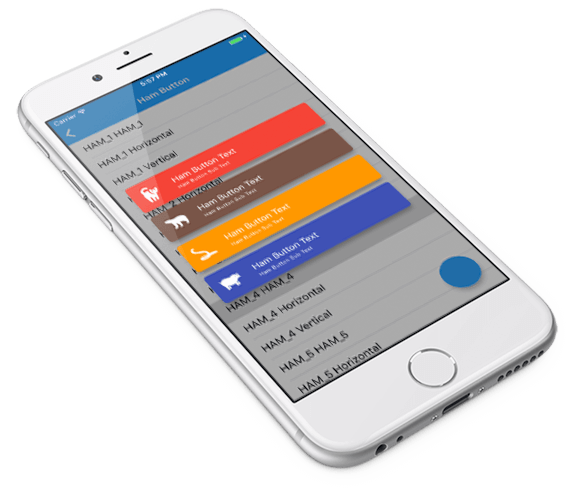 Carrier 5:57 PM
Ham Button
HAM_1 HAM_1
HAM_1 Horizontal
HAM_1 Vertical
HAM_2 Horizontal
Ham Button Text
Ham Button Sub Text
Ham Button Text
Ham Button Sub Text
Ham Button Text
Ham Button Sub Text
Ham Button Text
Ham Button Sub Text
HAM_4 HAM_4
HAM_4 Horizontal
HAM_4 Vertical
HAM_5 HAM_5
HAM_5 Horizontal